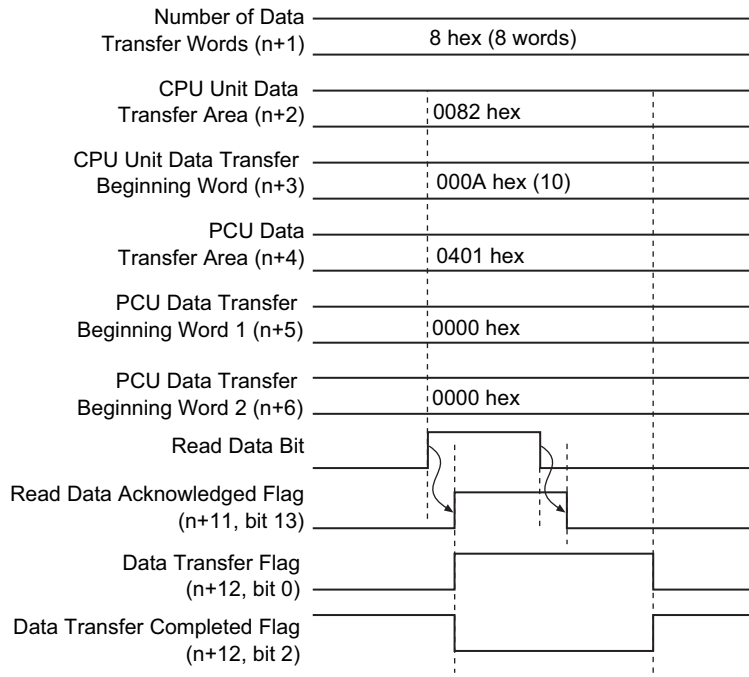 Number of Data
Transfer Words (n+1)
8 hex (8 words)
CPU Unit Data
Transfer Area (n+2)
0082 hex
CPU Unit Data Transfer
Beginning Word (n+3)
000A hex (10)
PCU Data
Transfer Area (n+4)
0401 hex
PCU Data Transfer
Beginning Word 1 (n+5)
0000 hex
PCU Data Transfer
Beginning Word 2 (n+6)
0000 hex
Read Data Bit
Read Data Acknowledged Flag
(n+11, bit 13)
Data Transfer Flag
(n+12, bit 0)
Data Transfer Completed Flag
(n+12, bit 2)